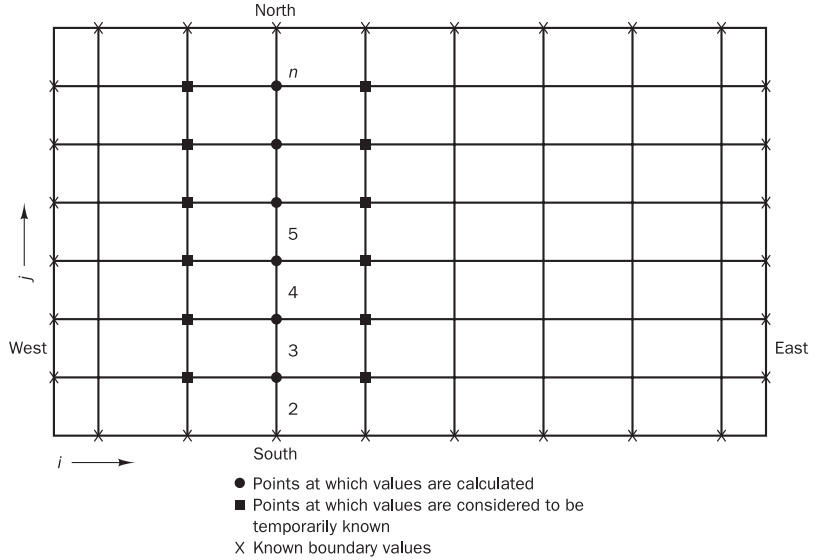 North
n
5
4
3
2
j
West
East
South
i
Points at which values are calculated
Points at which values are considered to be
temporarily known
X Known boundary values